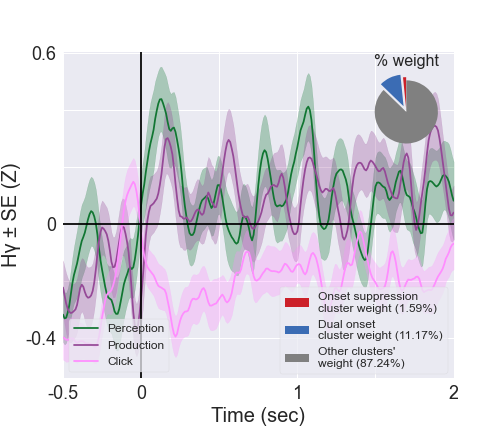 % weight
0.6
0
-0.4
Hγ ± SE (Z)
Perception
Production
Click
Onset suppression
cluster weight (1.59%)
Dual onset
cluster weight (11.17%)
Other clusters'
weight (87.24%)
-0.5
0
1
2
Time (sec)